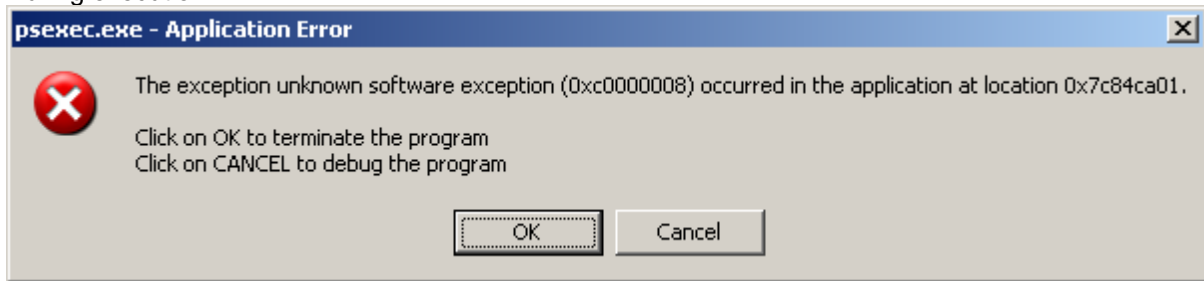 psexec.exe - Application Error
The exception unknown software exception (0xc0000008) occurred in the application at location 0x7c84ca01.
Click on OK to terminate the program
Click on CANCEL to debug the program
OK Cancel